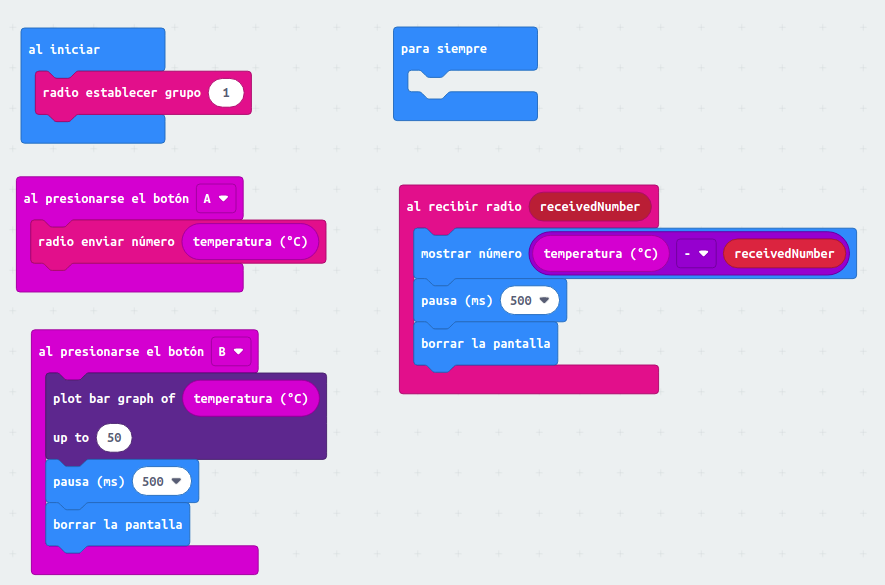 al iniciar
radio establecer grupo 1
para siempre
al presionarse el botón A
radio enviar número temperatura (°C)
al recibir radio receivedNumber
mostrar número temperatura (°C) - receivedNumber
pausa (ms) 500
borrar la pantalla
al presionarse el botón B
plot bar graph of temperatura (°C)
up to 50
pausa (ms) 500
borrar la pantalla